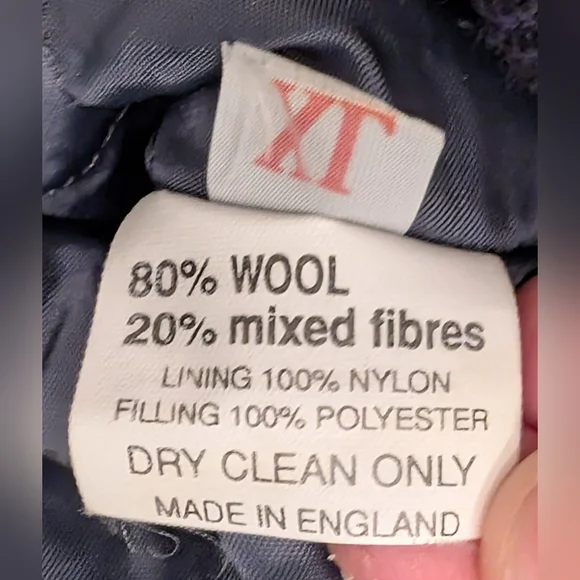 XT
80% WOOL
20% mixed fibres
LINING 100% NYLON
FILLING 100% POLYESTER
DRY CLEAN ONLY
MADE IN ENGLAND